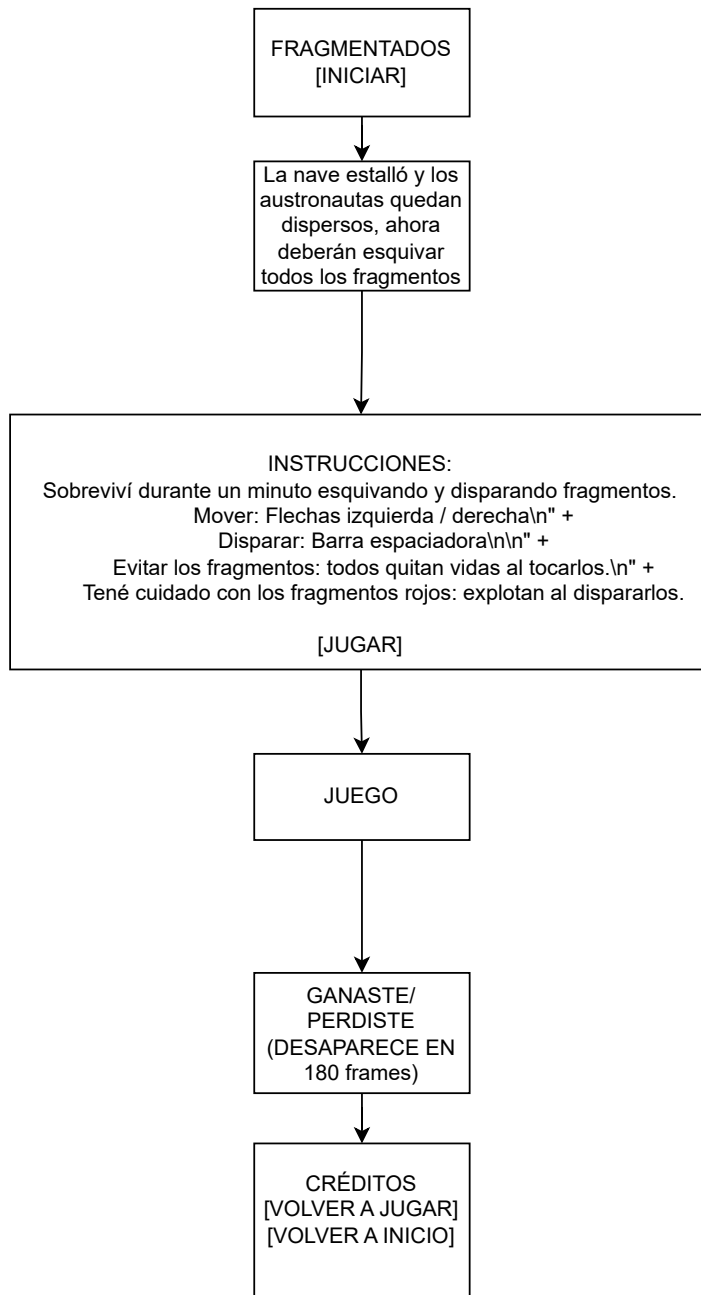 FRAGMENTADOS
[INICIAR]
La nave estalló y los
austronautas quedan
dispersos, ahora
deberán esquivar
todos los fragmentos
INSTRUCCIONES:
Sobreviví durante un minuto esquivando y disparando fragmentos.
Mover: Flechas izquierda / derecha\n" +
Disparar: Barra espaciadora\n\n" +
Evitar los fragmentos: todos quitan vidas al tocarlos.\n" +
Tené cuidado con los fragmentos rojos: explotan al dispararlos.
[JUGAR]
JUEGO
GANASTE/
PERDISTE
(DESAPARECE EN
180 frames)
CRÉDITOS
[VOLVER A JUGAR]
[VOLVER A INICIO]